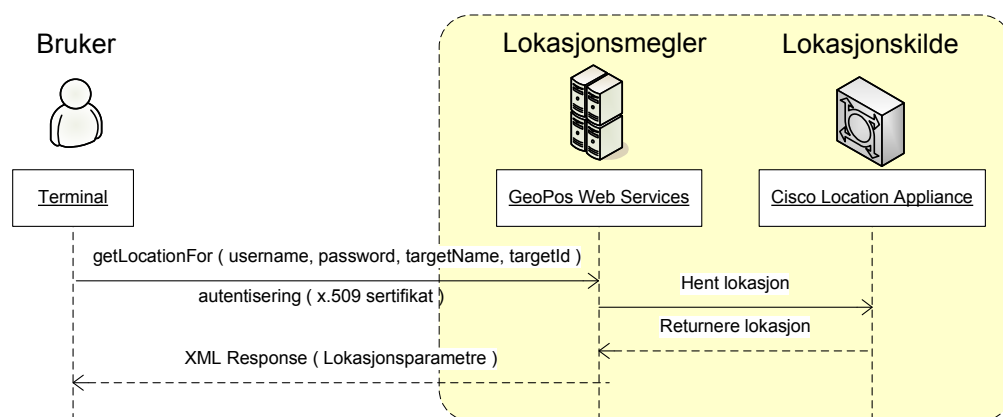 Bruker
Lokasjonsmegler
Lokasjonskilde
Terminal
GeoPos Web Services
Cisco Location Appliance
getLocationFor ( username, password, targetName, targetId )
autentisering ( x.509 sertifikat )
Hent lokasjon
Returnere lokasjon
XML Response ( Lokasjonsparametre )